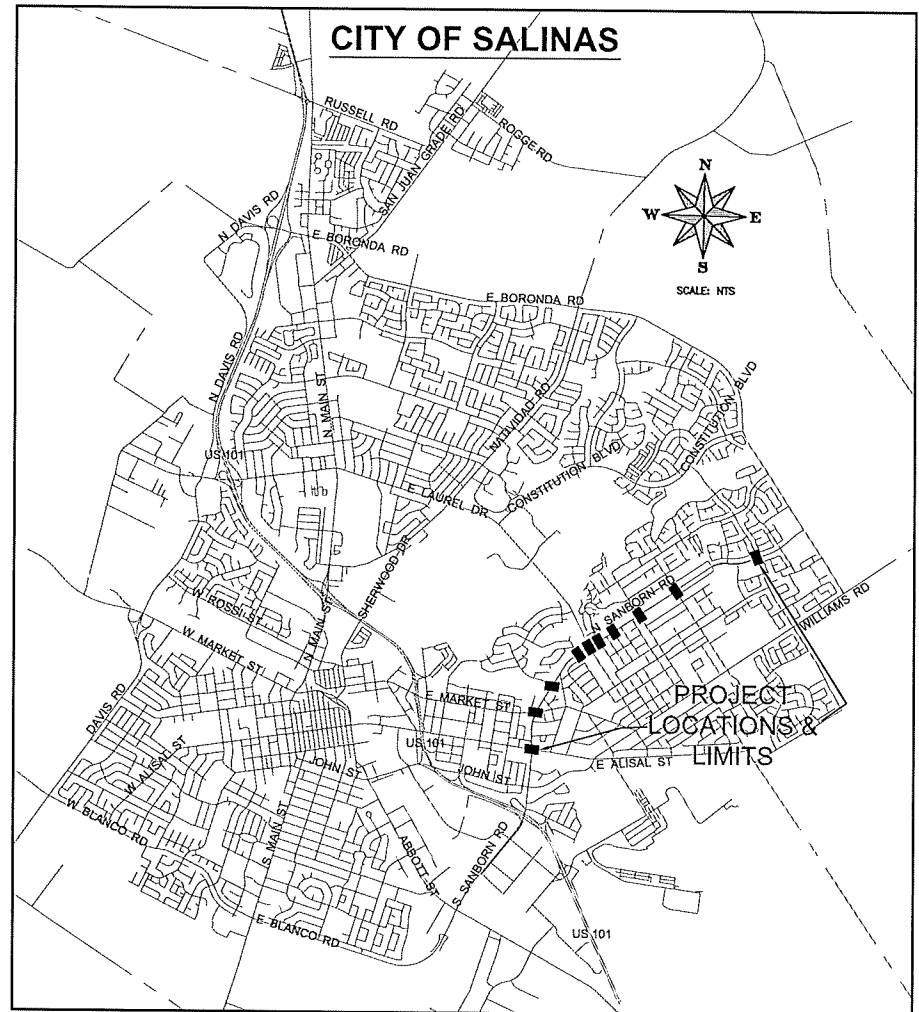 CITY OF SALINAS
RUSSELL RD
SAN JUAN GRADE RD
ROGGE RD
N
W
E
S
SCALE: NTS
N DAVIS RD
E BORONDA RD
E BORONDA RD
N DAVIS RD
N MAIN ST
NATIVIDAD RD
CONSTITUTION BLVD
CONSTITUTION BLVD
US 101
E LAUREL DR
SHERWOOD DR
W ROSSI ST
N MAIN ST
N SANBORN RD
WILLIAMS RD
W MARKET ST
E MARKET ST
PROJECT
LOCATIONS &
LIMITS
DAVIS RD
W ALISAL ST
US 101
JOHN ST
JOHN ST
E ALISAL ST
W BLANCO RD
S MAIN ST
ABBOTT ST
S SANBORN RD
E BLANCO RD
US 101